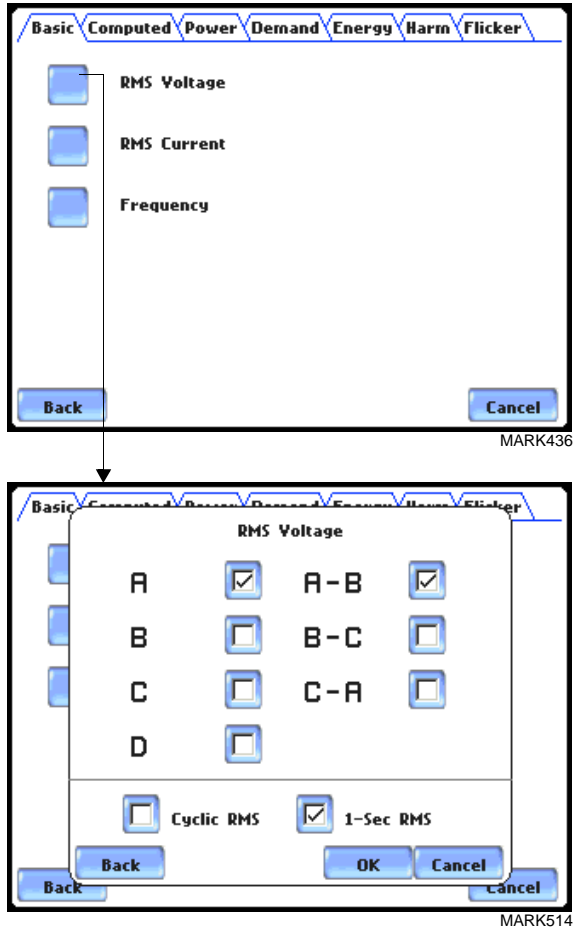 Basic Computed Power Demand Energy Harm Flicker
RMS Voltage
RMS Current
Frequency
Back Cancel
MARK436
Basic
RMS Voltage
A A-B
B B-C
C C-A
D
Cyclic RMS 1-Sec RMS
Back OK Cancel
Back Cancel
MARK514